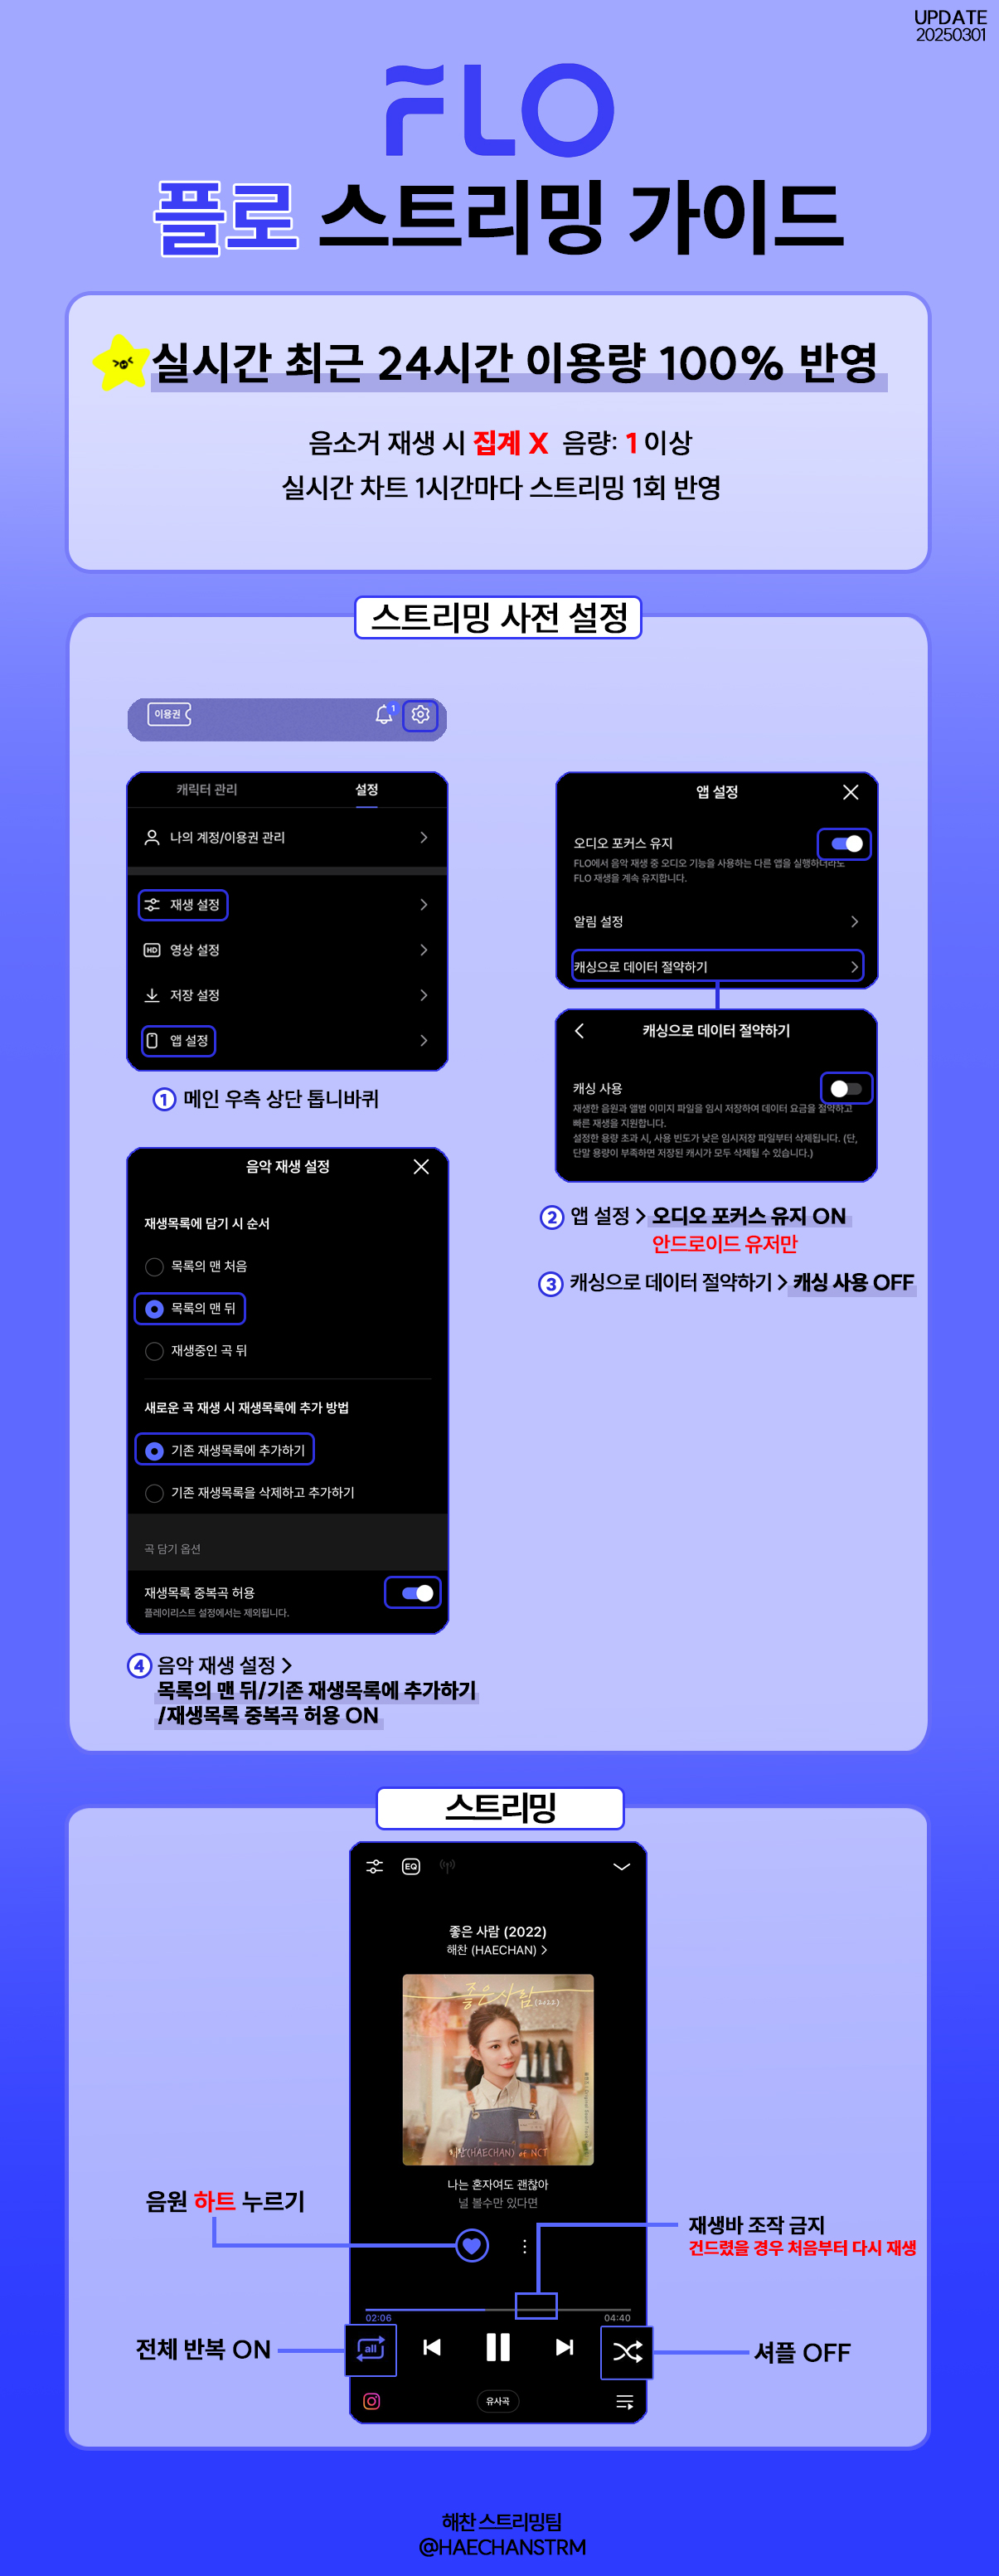 UPDATE
20250301
FLO
플로 스트리밍 가이드
실시간 최근 24시간 이용량 100% 반영
음소거 재생 시 집계 X 음량: 1 이상
실시간 차트 1시간마다 스트리밍 1회 반영
스트리밍 사전 설정
이용권
1
캐릭터 관리 설정
나의 계정/이용권 관리
재생 설정
HD 영상 설정
저장 설정
앱 설정
① 메인 우측 상단 톱니바퀴
앱 설정
오디오 포커스 유지
FLO에서 음악 재생 중 오디오 기능을 사용하는 다른 앱을 실행하더라도
FLO 재생을 계속 유지합니다.
알림 설정
캐싱으로 데이터 절약하기
캐싱으로 데이터 절약하기
캐싱 사용
재생한 음원과 앨범 이미지 파일을 임시 저장하여 데이터 요금을 절약하고
빠른 재생을 지원합니다.
설정한 용량 초과 시, 사용 빈도가 낮은 임시저장 파일부터 삭제됩니다. (단,
단말 용량이 부족하면 저장된 캐시가 모두 삭제될 수 있습니다.)
② 앱 설정 > 오디오 포커스 유지 ON
안드로이드 유저만
③ 캐싱으로 데이터 절약하기 > 캐싱 사용 OFF
음악 재생 설정
재생목록에 담기 시 순서
목록의 맨 처음
목록의 맨 뒤
재생중인 곡 뒤
새로운 곡 재생 시 재생목록에 추가 방법
기존 재생목록에 추가하기
기존 재생목록을 삭제하고 추가하기
곡 담기 옵션
재생목록 중복곡 허용
플레이리스트 설정에서는 제외됩니다.
④ 음악 재생 설정 >
목록의 맨 뒤/기존 재생목록에 추가하기
/재생목록 중복곡 허용 ON
스트리밍
EQ
좋은 사람 (2022)
해찬 (HAECHAN) >
좋은사람 (2022)
해찬(HAECHAN) of NCT
나는 혼자여도 괜찮아
널 볼수만 있다면
음원 하트 누르기
재생바 조작 금지
건드렸을 경우 처음부터 다시 재생
02:06 04:40
전체 반복 ON
all
셔플 OFF
유사곡
해찬 스트리밍팀
@HAECHANSTRM